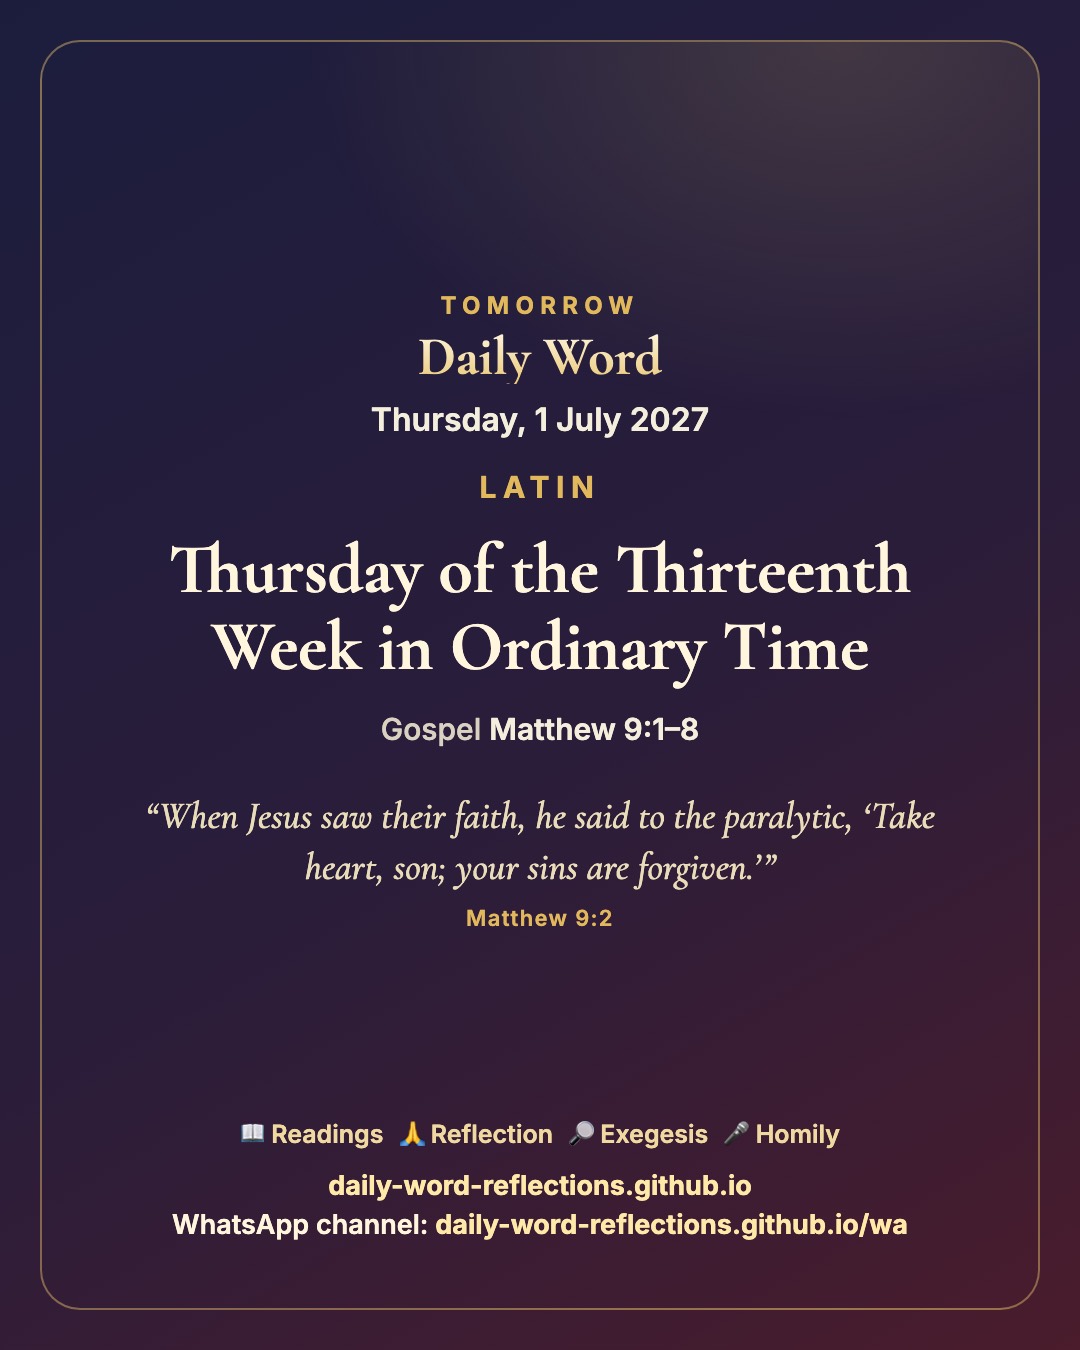 TOMORROW
Daily Word
Thursday, 1 July 2027
LATIN
Thursday of the Thirteenth
Week in Ordinary Time
Gospel Matthew 9:1–8
“When Jesus saw their faith, he said to the paralytic, ‘Take
heart, son; your sins are forgiven.’”
Matthew 9:2
📖 Readings 🙏 Reflection 🔎 Exegesis 🎤 Homily
daily-word-reflections.github.io
WhatsApp channel: daily-word-reflections.github.io/wa